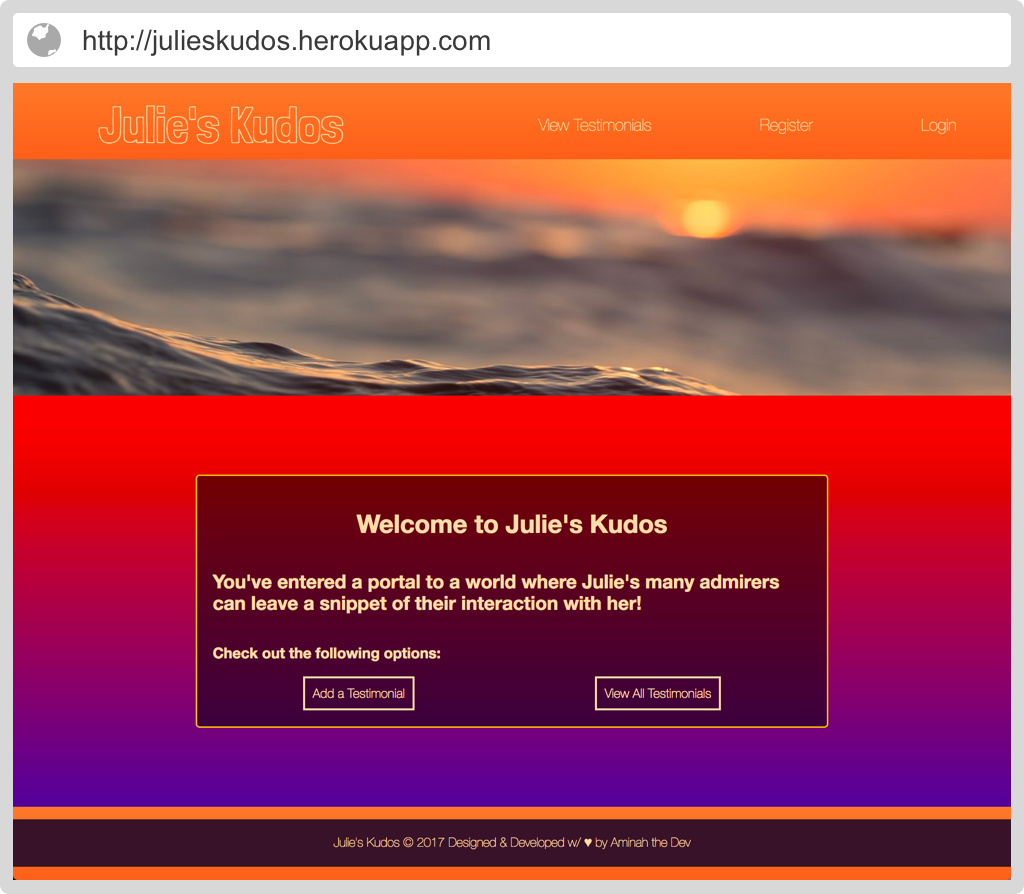 http://julieskudos.herokuapp.com
Julie's Kudos
View Testimonials
Register
Login
Welcome to Julie's Kudos
You've entered a portal to a world where Julie's many admirers
can leave a snippet of their interaction with her!
Check out the following options:
Add a Testimonial
View All Testimonials
Julie's Kudos © 2017 Designed & Developed w/ ♥ by Aminah the Dev